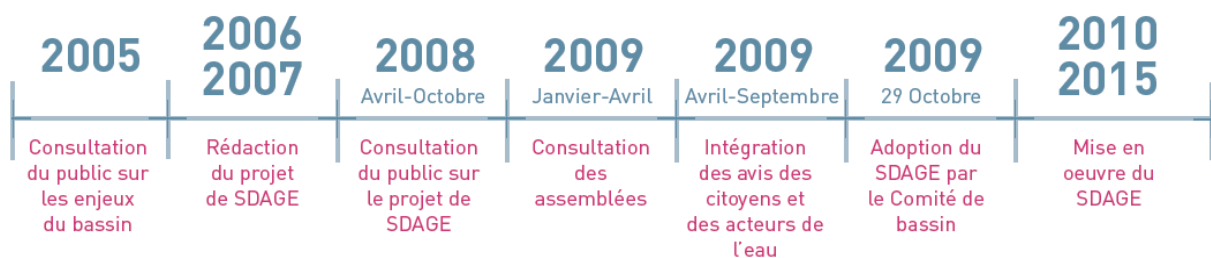 2005
Consultation
du public sur
les enjeux
du bassin
2006
2007
Rédaction
du projet
de SDAGE
2008
Avril-Octobre
Consultation
du public sur
le projet de
SDAGE
2009
Janvier-Avril
Consultation
des
assemblées
2009
Avril-Septembre
Intégration
des avis des
citoyens et
des acteurs de
l'eau
2009
29 Octobre
Adoption du
SDAGE par
le Comité de
bassin
2010
2015
Mise en
oeuvre du
SDAGE